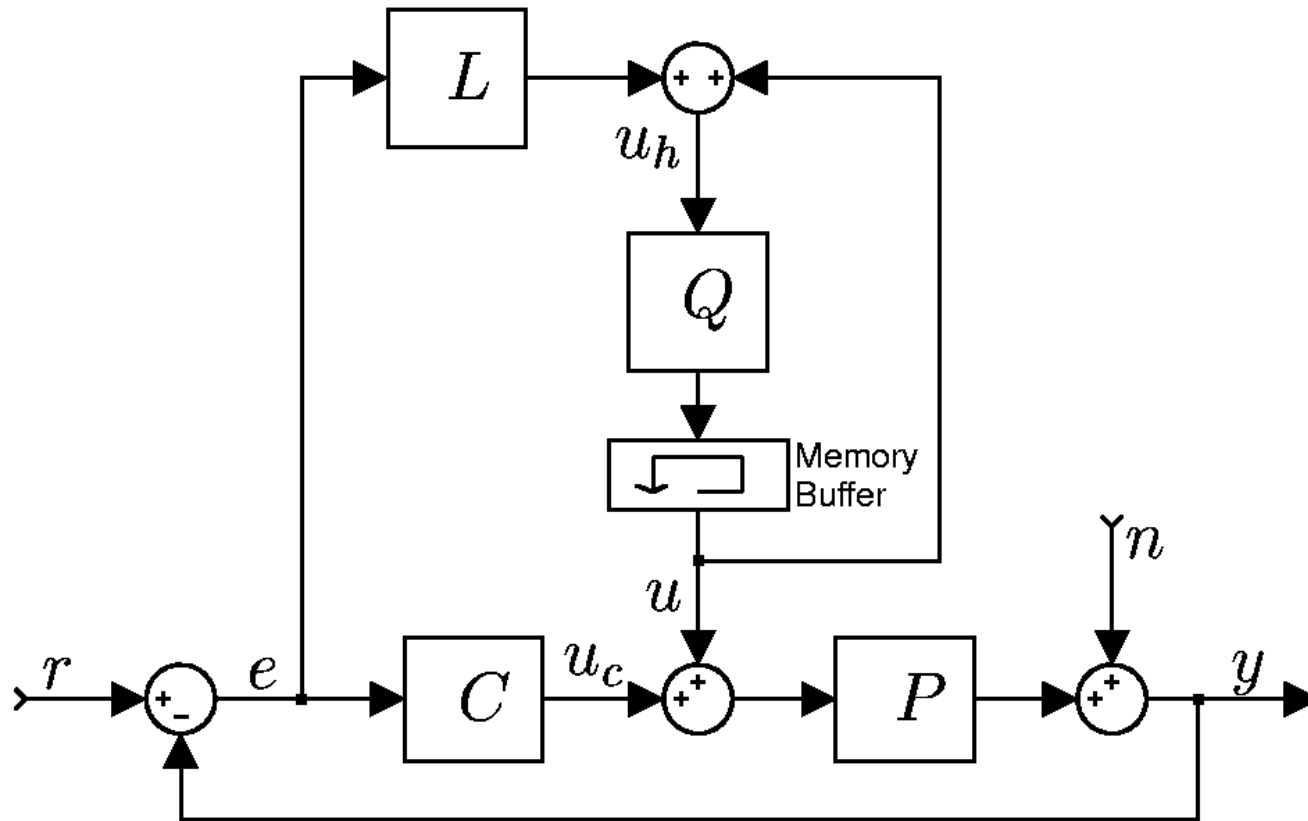 L
+ +
u_h
Q
Memory
Buffer
n
u
r
+
-
e
C
u_c
+ +
P
+ +
y